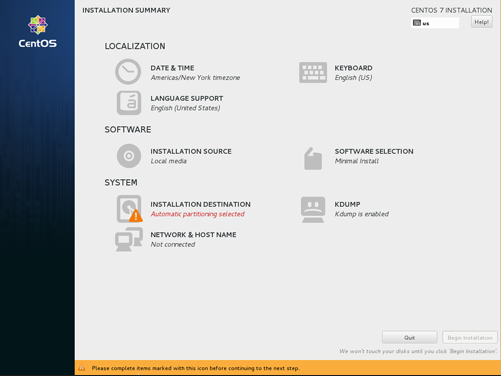 INSTALLATION SUMMARY
CENTOS 7 INSTALLATION
us
Help!
CentOS
LOCALIZATION
DATE & TIME
Americas/New York timezone
KEYBOARD
English (US)
LANGUAGE SUPPORT
English (United States)
SOFTWARE
INSTALLATION SOURCE
Local media
SOFTWARE SELECTION
Minimal Install
SYSTEM
INSTALLATION DESTINATION
Automatic partitioning selected
KDUMP
Kdump is enabled
NETWORK & HOST NAME
Not connected
Quit
Begin Installation
We won't touch your disks until you click 'Begin Installation'.
Please complete items marked with this icon before continuing to the next step.